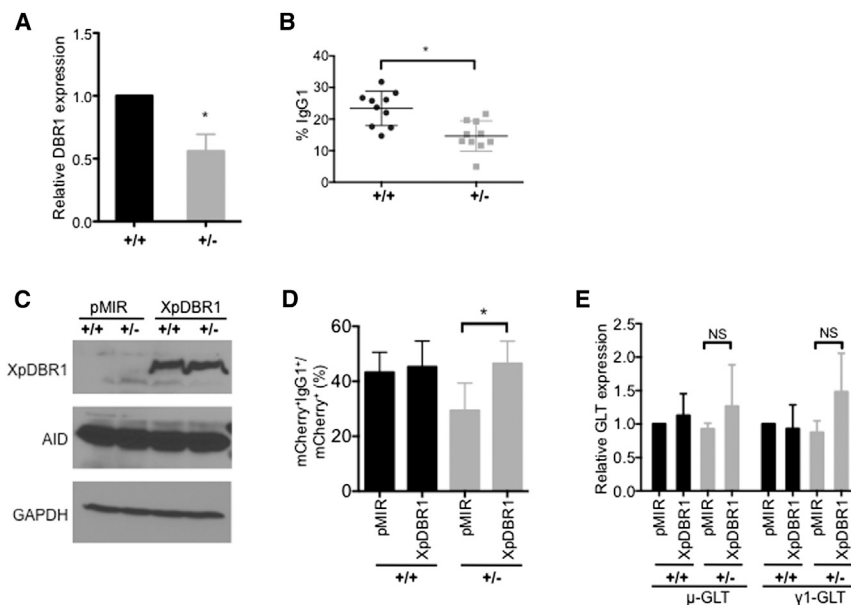 A
Relative DBR1 expression
1.5
1.0
0.5
0.0
*
+/+
+/-
B
% IgG1
40
30
20
10
0
*
+/+
+/-
C
pMIR XpDBR1
+/+ +/- +/+ +/-
XpDBR1
AID
GAPDH
D
mCherry⁺IgG1⁺/
mCherry⁺ (%)
60
40
20
0
*
pMIR
XpDBR1
pMIR
XpDBR1
+/+ +/-
E
Relative GLT expression
2.5
2.0
1.5
1.0
0.5
0.0
NS
NS
pMIR
XpDBR1
pMIR
XpDBR1
pMIR
XpDBR1
pMIR
XpDBR1
+/+ +/- +/+ +/-
μ-GLT γ1-GLT